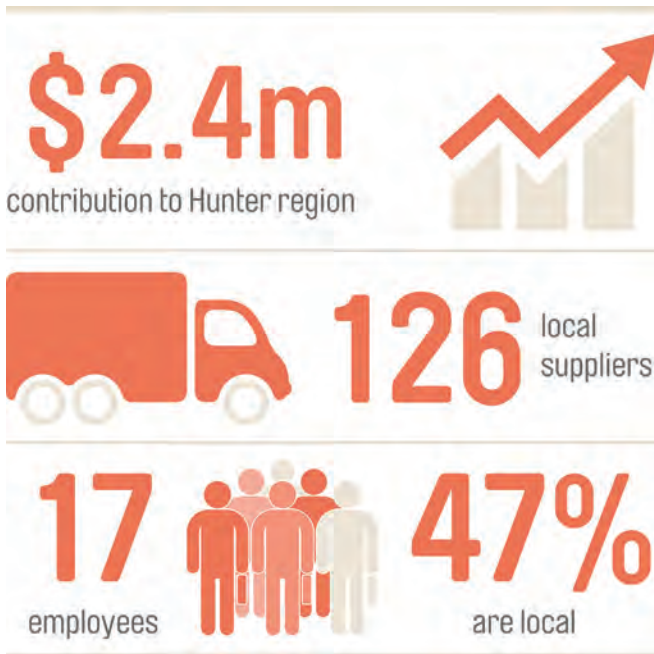 $2.4m
contribution to Hunter region
126
local
suppliers
17
employees
47%
are local